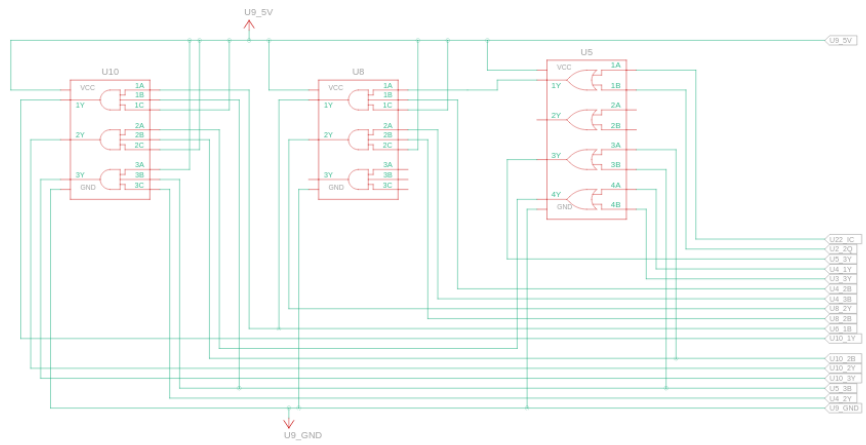 U9_5V
U9_5V
U10
VCC
1Y
2Y
3Y
GND
1A
1B
1C
2A
2B
2C
3A
3B
3C
U8
VCC
1Y
2Y
3Y
GND
1A
1B
1C
2A
2B
2C
3A
3B
3C
U5
VCC
1Y
2Y
3Y
4Y
GND
1A
1B
2A
2B
3A
3B
4A
4B
U22_IC
U2_2Q
U5_3Y
U4_1Y
U3_3Y
U4_2B
U4_3B
U8_2Y
U10_1Y
U10_2B
U10_2Y
U10_3Y
U5_3B
U4_2Y
U9_GND
U9_GND